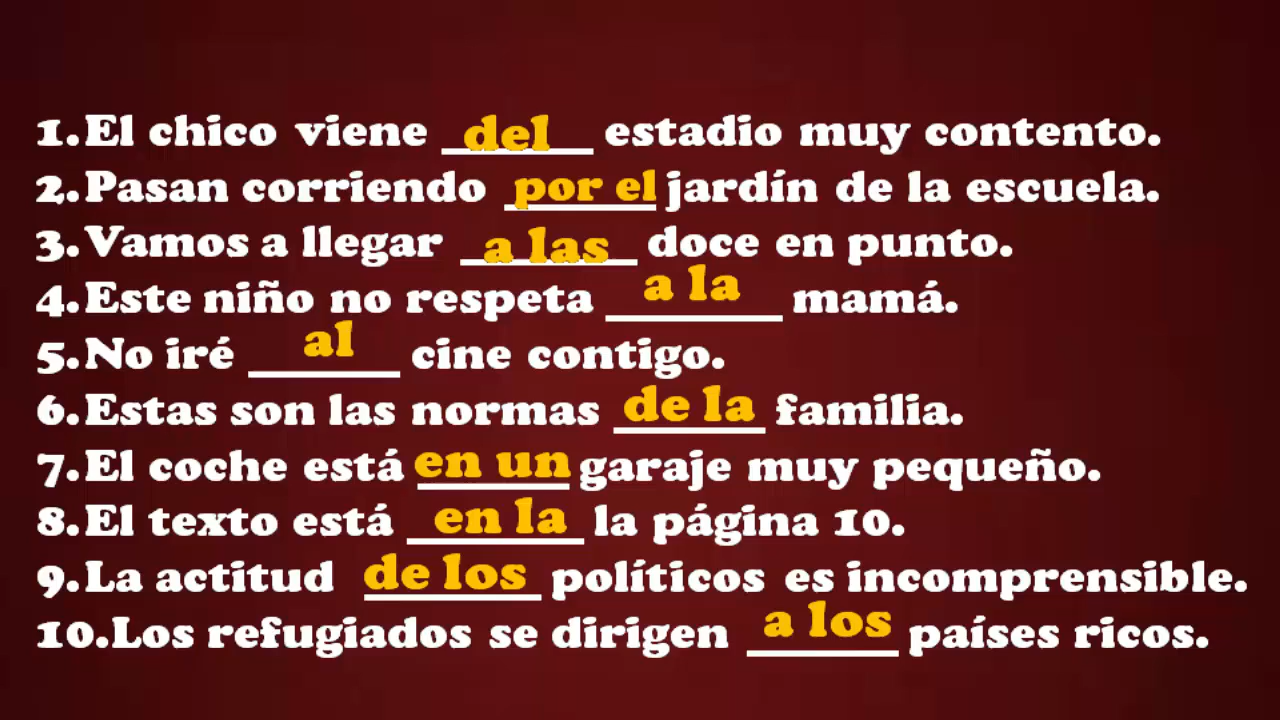 1.El chico viene del estadio muy contento.
2.Pasan corriendo por el jardín de la escuela.
3.Vamos a llegar a las doce en punto.
4.Este niño no respeta a la mamá.
5.No iré al cine contigo.
6.Estas son las normas de la familia.
7.El coche está en un garaje muy pequeño.
8.El texto está en la la página 10.
9.La actitud de los políticos es incomprensible.
10.Los refugiados se dirigen a los países ricos.